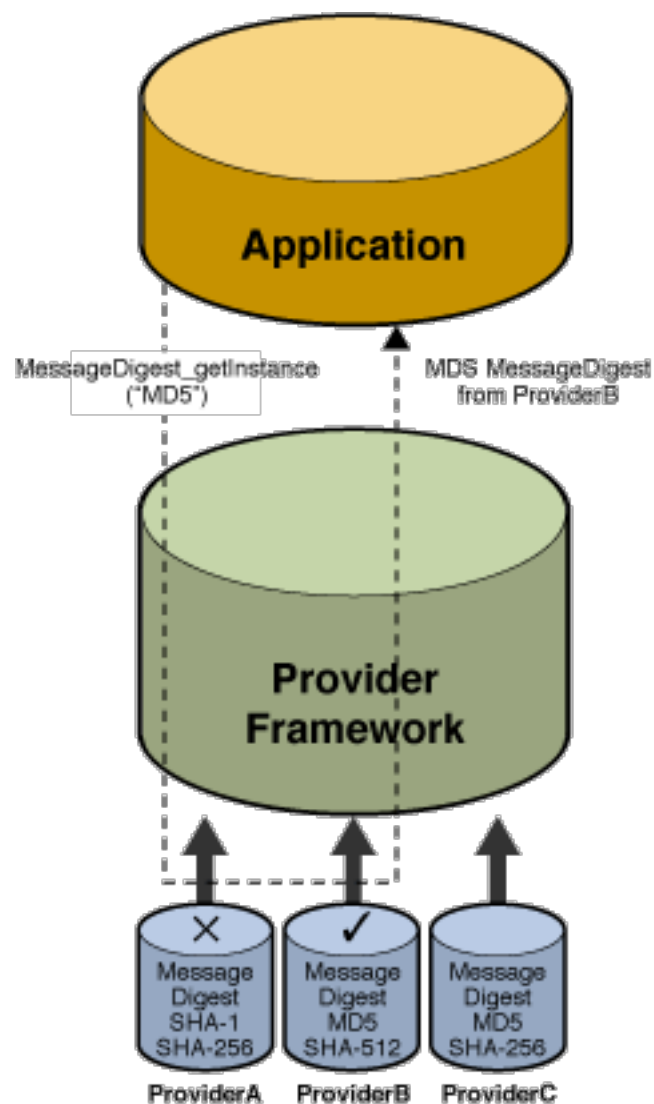 Application
MessageDigest_getInstance
("MD5")
MDS MessageDigest
from ProviderB
Provider
Framework
Message
Digest
SHA-1
SHA-256
Message
Digest
MD5
SHA-512
Message
Digest
MD5
SHA-256
ProviderA
ProviderB
ProviderC